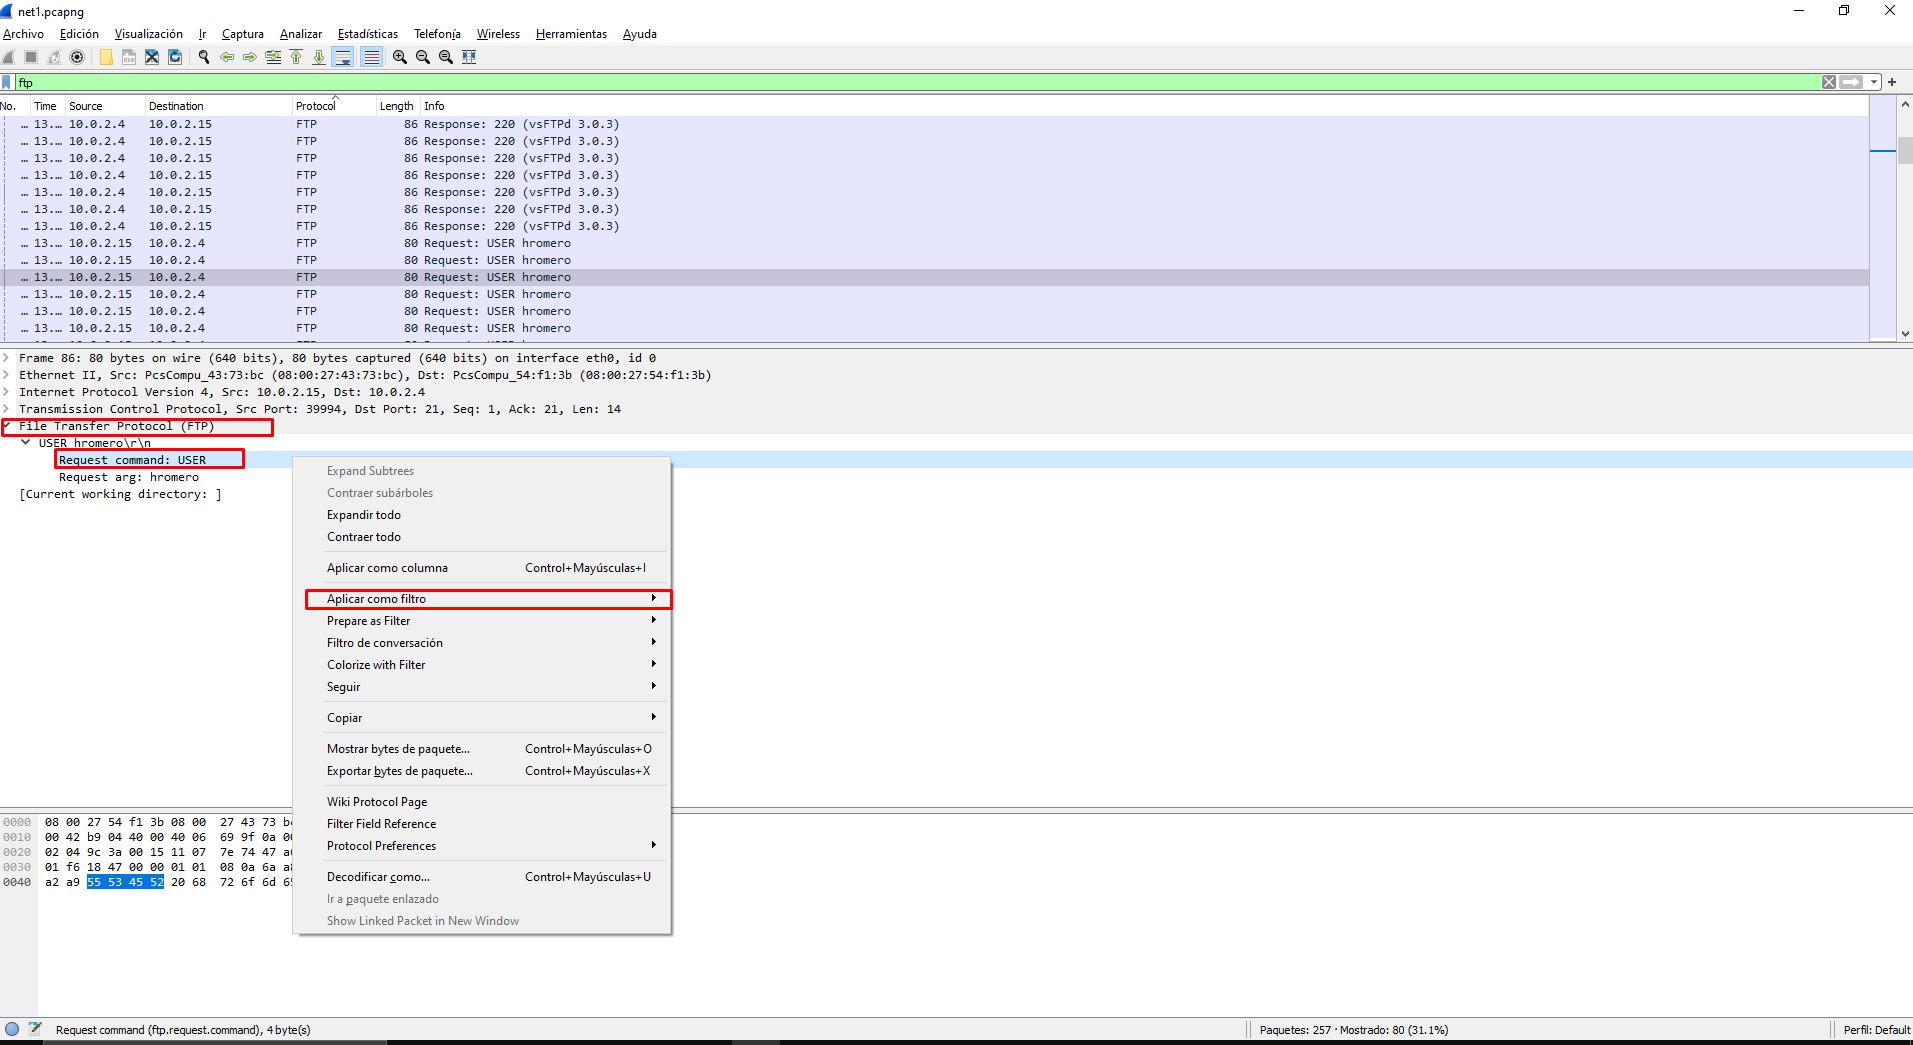 net1.pcapng
Archivo Edición Visualización Ir Captura Analizar Estadísticas Telefonía Wireless Herramientas Ayuda
ftp
No. Time Source Destination Protocol Length Info
... 13.... 10.0.2.4 10.0.2.15 FTP 86 Response: 220 (vsFTPd 3.0.3)
... 13.... 10.0.2.4 10.0.2.15 FTP 86 Response: 220 (vsFTPd 3.0.3)
... 13.... 10.0.2.4 10.0.2.15 FTP 86 Response: 220 (vsFTPd 3.0.3)
... 13.... 10.0.2.4 10.0.2.15 FTP 86 Response: 220 (vsFTPd 3.0.3)
... 13.... 10.0.2.4 10.0.2.15 FTP 86 Response: 220 (vsFTPd 3.0.3)
... 13.... 10.0.2.4 10.0.2.15 FTP 86 Response: 220 (vsFTPd 3.0.3)
... 13.... 10.0.2.4 10.0.2.15 FTP 86 Response: 220 (vsFTPd 3.0.3)
... 13.... 10.0.2.15 10.0.2.4 FTP 80 Request: USER hromero
... 13.... 10.0.2.15 10.0.2.4 FTP 80 Request: USER hromero
... 13.... 10.0.2.15 10.0.2.4 FTP 80 Request: USER hromero
... 13.... 10.0.2.15 10.0.2.4 FTP 80 Request: USER hromero
... 13.... 10.0.2.15 10.0.2.4 FTP 80 Request: USER hromero
... 13.... 10.0.2.15 10.0.2.4 FTP 80 Request: USER hromero
Frame 86: 80 bytes on wire (640 bits), 80 bytes captured (640 bits) on interface eth0, id 0
Ethernet II, Src: PcsCompu_43:73:bc (08:00:27:43:73:bc), Dst: PcsCompu_54:f1:3b (08:00:27:54:f1:3b)
Internet Protocol Version 4, Src: 10.0.2.15, Dst: 10.0.2.4
Transmission Control Protocol, Src Port: 39994, Dst Port: 21, Seq: 1, Ack: 21, Len: 14
File Transfer Protocol (FTP)
USER hromero\r\n
Request command: USER
Request arg: hromero
[Current working directory: ]
Expand Subtrees
Contraer subárboles
Expandir todo
Contraer todo
Aplicar como columna Control+Mayúsculas+I
Aplicar como filtro
Prepare as Filter
Filtro de conversación
Colorize with Filter
Seguir
Copiar
Mostrar bytes de paquete... Control+Mayúsculas+O
Exportar bytes de paquete... Control+Mayúsculas+X
Wiki Protocol Page
Filter Field Reference
Protocol Preferences
Decodificar como... Control+Mayúsculas+U
Ir a paquete enlazado
Show Linked Packet in New Window
0000 08 00 27 54 f1 3b 08 00 27 43 73
0010 00 42 b9 04 40 00 40 06 69 9f 0a
0020 02 04 9c 3a 00 15 11 07 7e 74 47
0030 01 f6 18 47 00 00 01 01 08 0a 6a
0040 a2 a9 55 53 45 52 20 68 72 6f 6d
Request command (ftp.request.command), 4 byte(s)
Paquetes: 257 · Mostrado: 80 (31.1%)
Perfil: Default